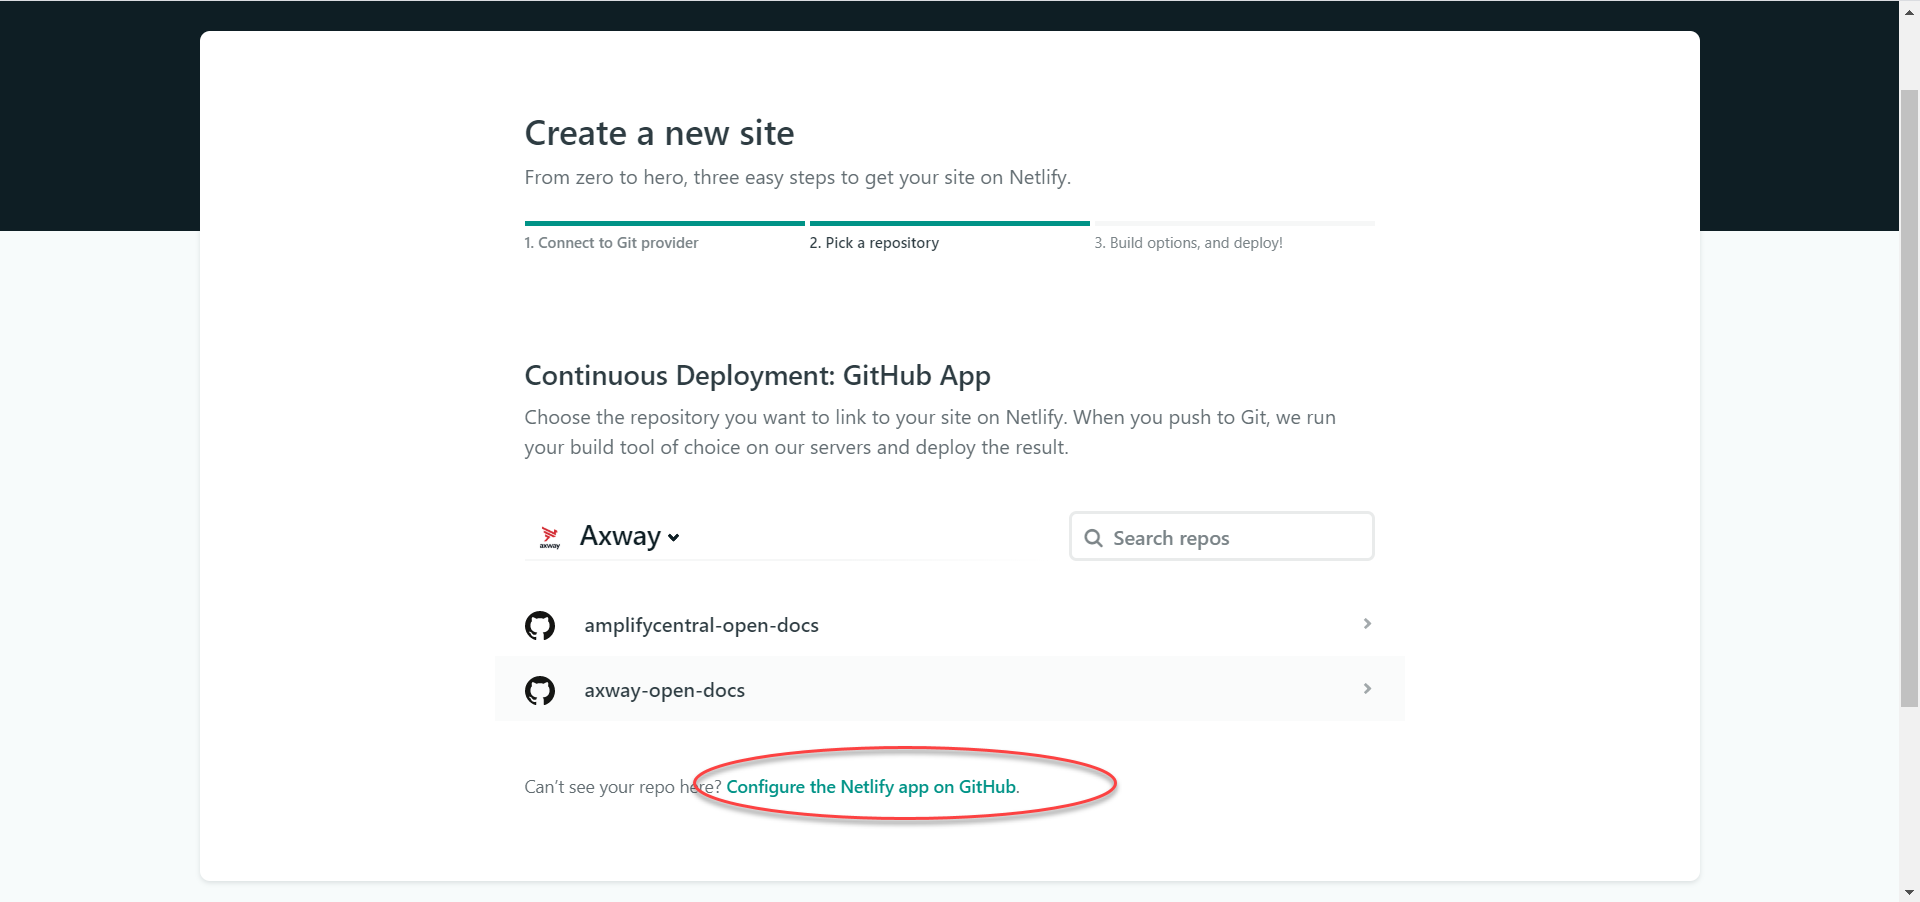 Create a new site
From zero to hero, three easy steps to get your site on Netlify.
1. Connect to Git provider
2. Pick a repository
3. Build options, and deploy!
Continuous Deployment: GitHub App
Choose the repository you want to link to your site on Netlify. When you push to Git, we run
your build tool of choice on our servers and deploy the result.
axway
Axway
Search repos
amplifycentral-open-docs
axway-open-docs
Can’t see your repo here? Configure the Netlify app on GitHub.